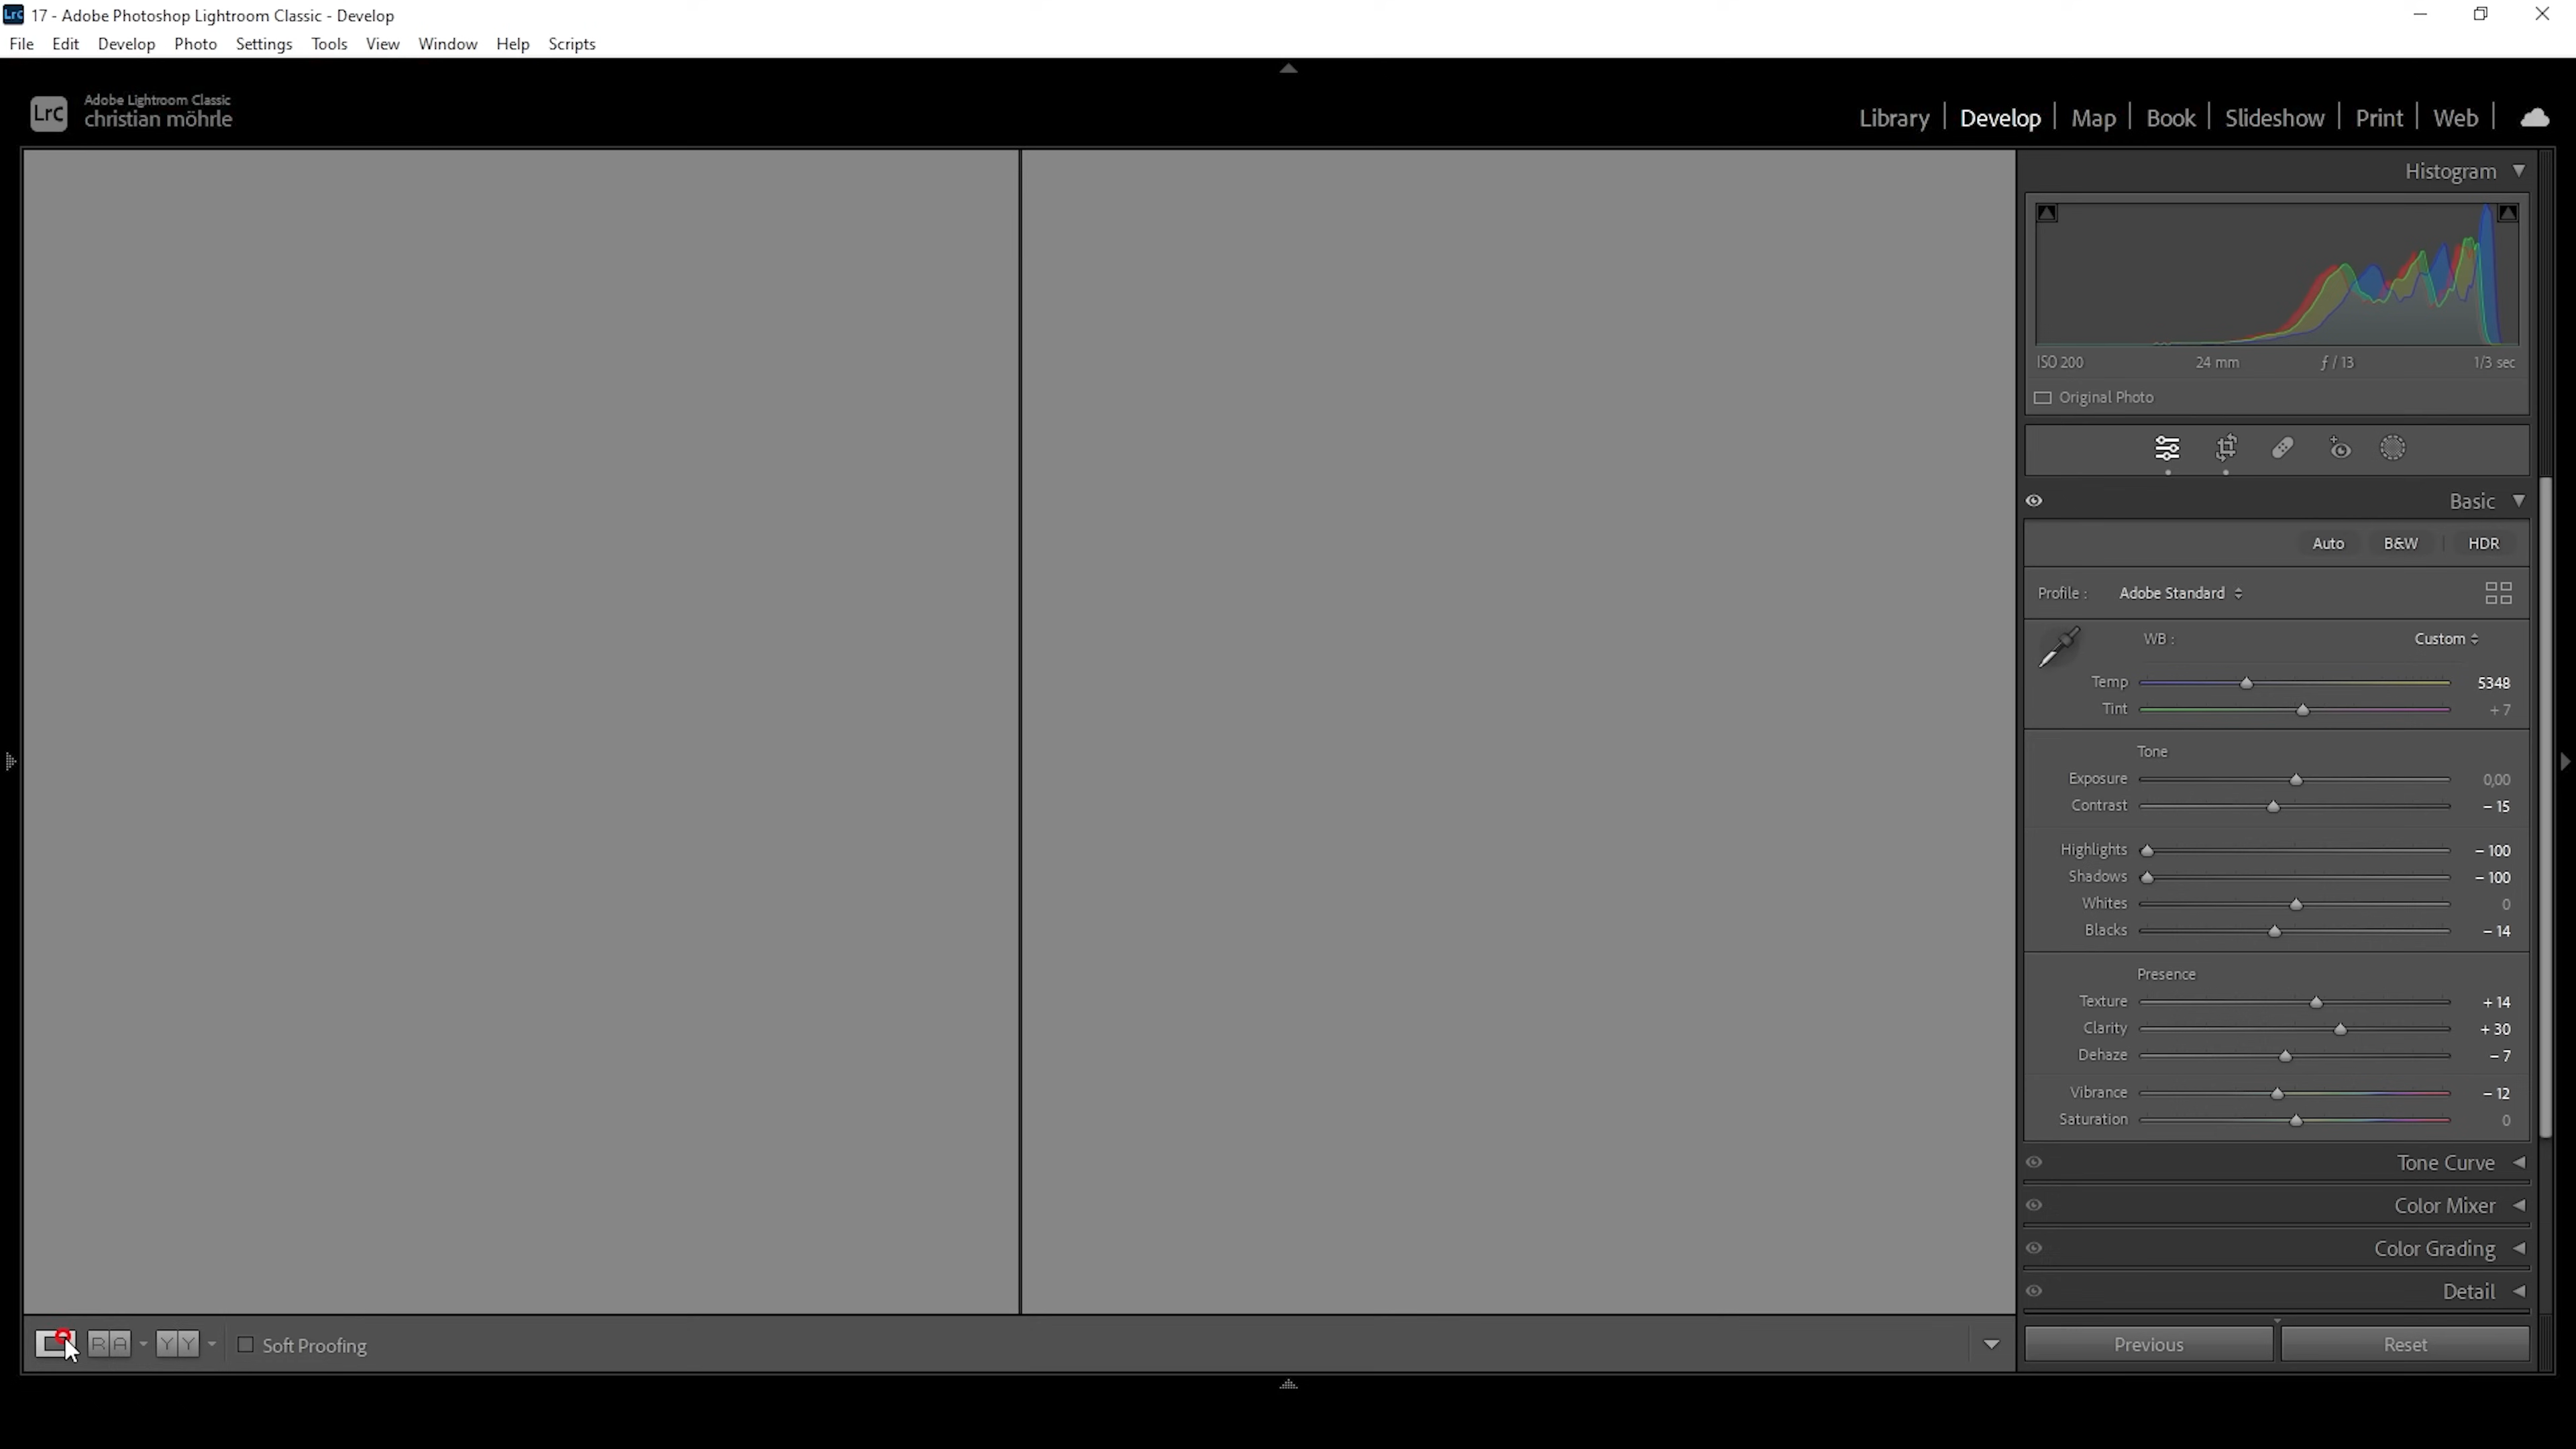 Lrc 17 - Adobe Photoshop Lightroom Classic - Develop
File Edit Develop Photo Settings Tools View Window Help Scripts
Lrc Adobe Lightroom Classic
christian möhrle
Library Develop Map Book Slideshow Print Web
Histogram
ISO 200 24 mm ƒ / 13 1/3 sec
Original Photo
Basic
Auto B&W HDR
Profile : Adobe Standard
WB : Custom
Temp 5348
Tint + 7
Tone
Exposure 0,00
Contrast – 15
Highlights – 100
Shadows – 100
Whites 0
Blacks – 14
Presence
Texture + 14
Clarity + 30
Dehaze – 7
Vibrance – 12
Saturation 0
Tone Curve
Color Mixer
Color Grading
Detail
R A Y Y Soft Proofing
Previous Reset